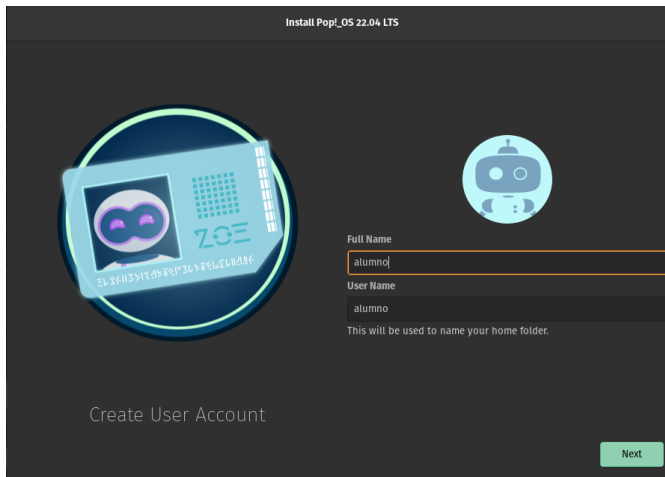 Install Pop!_OS 22.04 LTS
ZOE
Full Name
alumno
User Name
alumno
This will be used to name your home folder.
Create User Account
Next